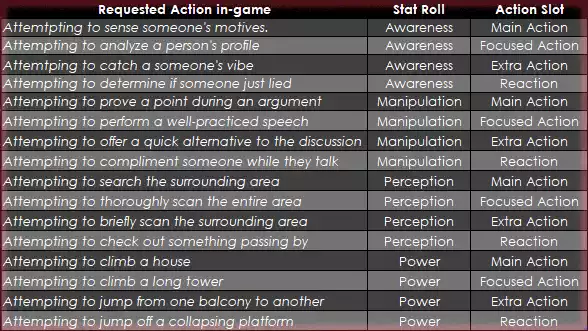 Requested Action in-game Stat Roll Action Slot
Attemtpting to sense someone's motives. Awareness Main Action
Attempting to analyze a person's profile Awareness Focused Action
Attemtping to catch a someone's vibe Awareness Extra Action
Attempting to determine if someone just lied Awareness Reaction
Attempting to prove a point during an argument Manipulation Main Action
Attempting to perform a well-practiced speech Manipulation Focused Action
Attempting to offer a quick alternative to the discussion Manipulation Extra Action
Attempting to compliment someone while they talk Manipulation Reaction
Attempting to search the surrounding area Perception Main Action
Attempting to thoroughly scan the entire area Perception Focused Action
Attempting to briefly scan the surrounding area Perception Extra Action
Attempting to check out something passing by Perception Reaction
Attempting to climb a house Power Main Action
Attempting to climb a long tower Power Focused Action
Attempting to jump from one balcony to another Power Extra Action
Attempting to jump off a collapsing platform Power Reaction